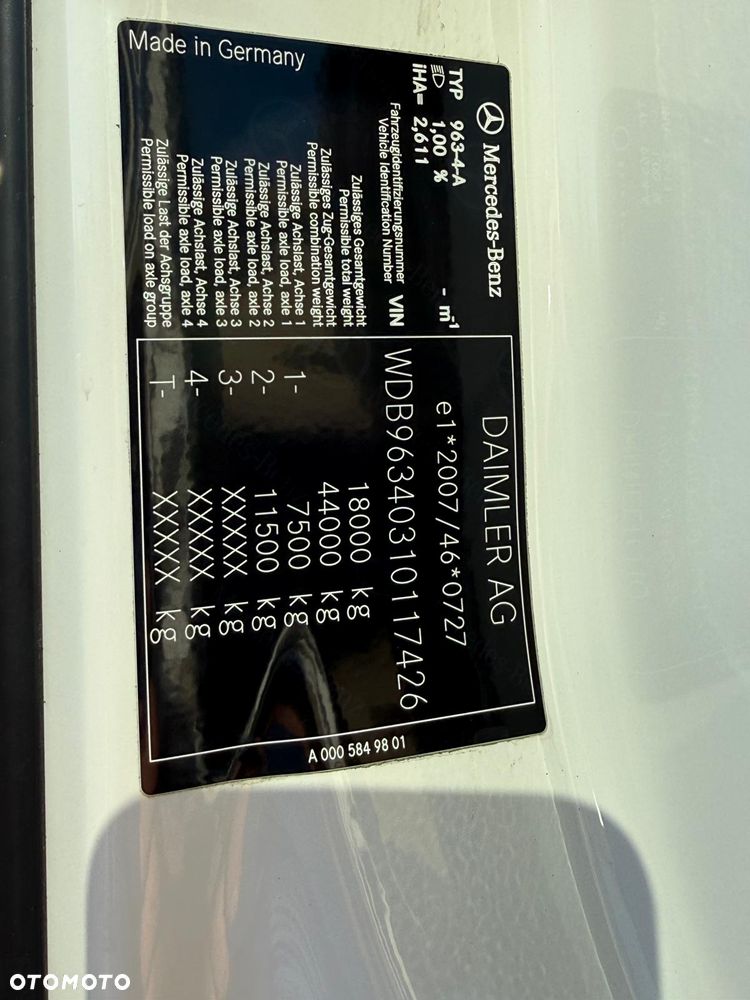 Mercedes-Benz
TYP 963-4-A
1,00 % - m-1
iHA= 2,611
DAIMLER AG
e1*2007/46*0727
Fahrzeugidentifizierungsnummer
Vehicle Identification Number VIN WDB96340310117426
Zulässiges Gesamtgewicht
Permissible total weight 18000 kg
Zulässiges Zug-Gesamtgewicht
Permissible combination weight 44000 kg
Zulässige Achslast, Achse 1
Permissible axle load, axle 1 1- 7500 kg
Zulässige Achslast, Achse 2
Permissible axle load, axle 2 2- 11500 kg
Zulässige Achslast, Achse 3
Permissible axle load, axle 3 3- XXXXX kg
Zulässige Achslast, Achse 4
Permissible axle load, axle 4 4- XXXXX kg
Zulässige Last der Achsgruppe
Permissible load on axle group T- XXXXX kg
Made in Germany
A 000 584 98 01
OTOMOTO